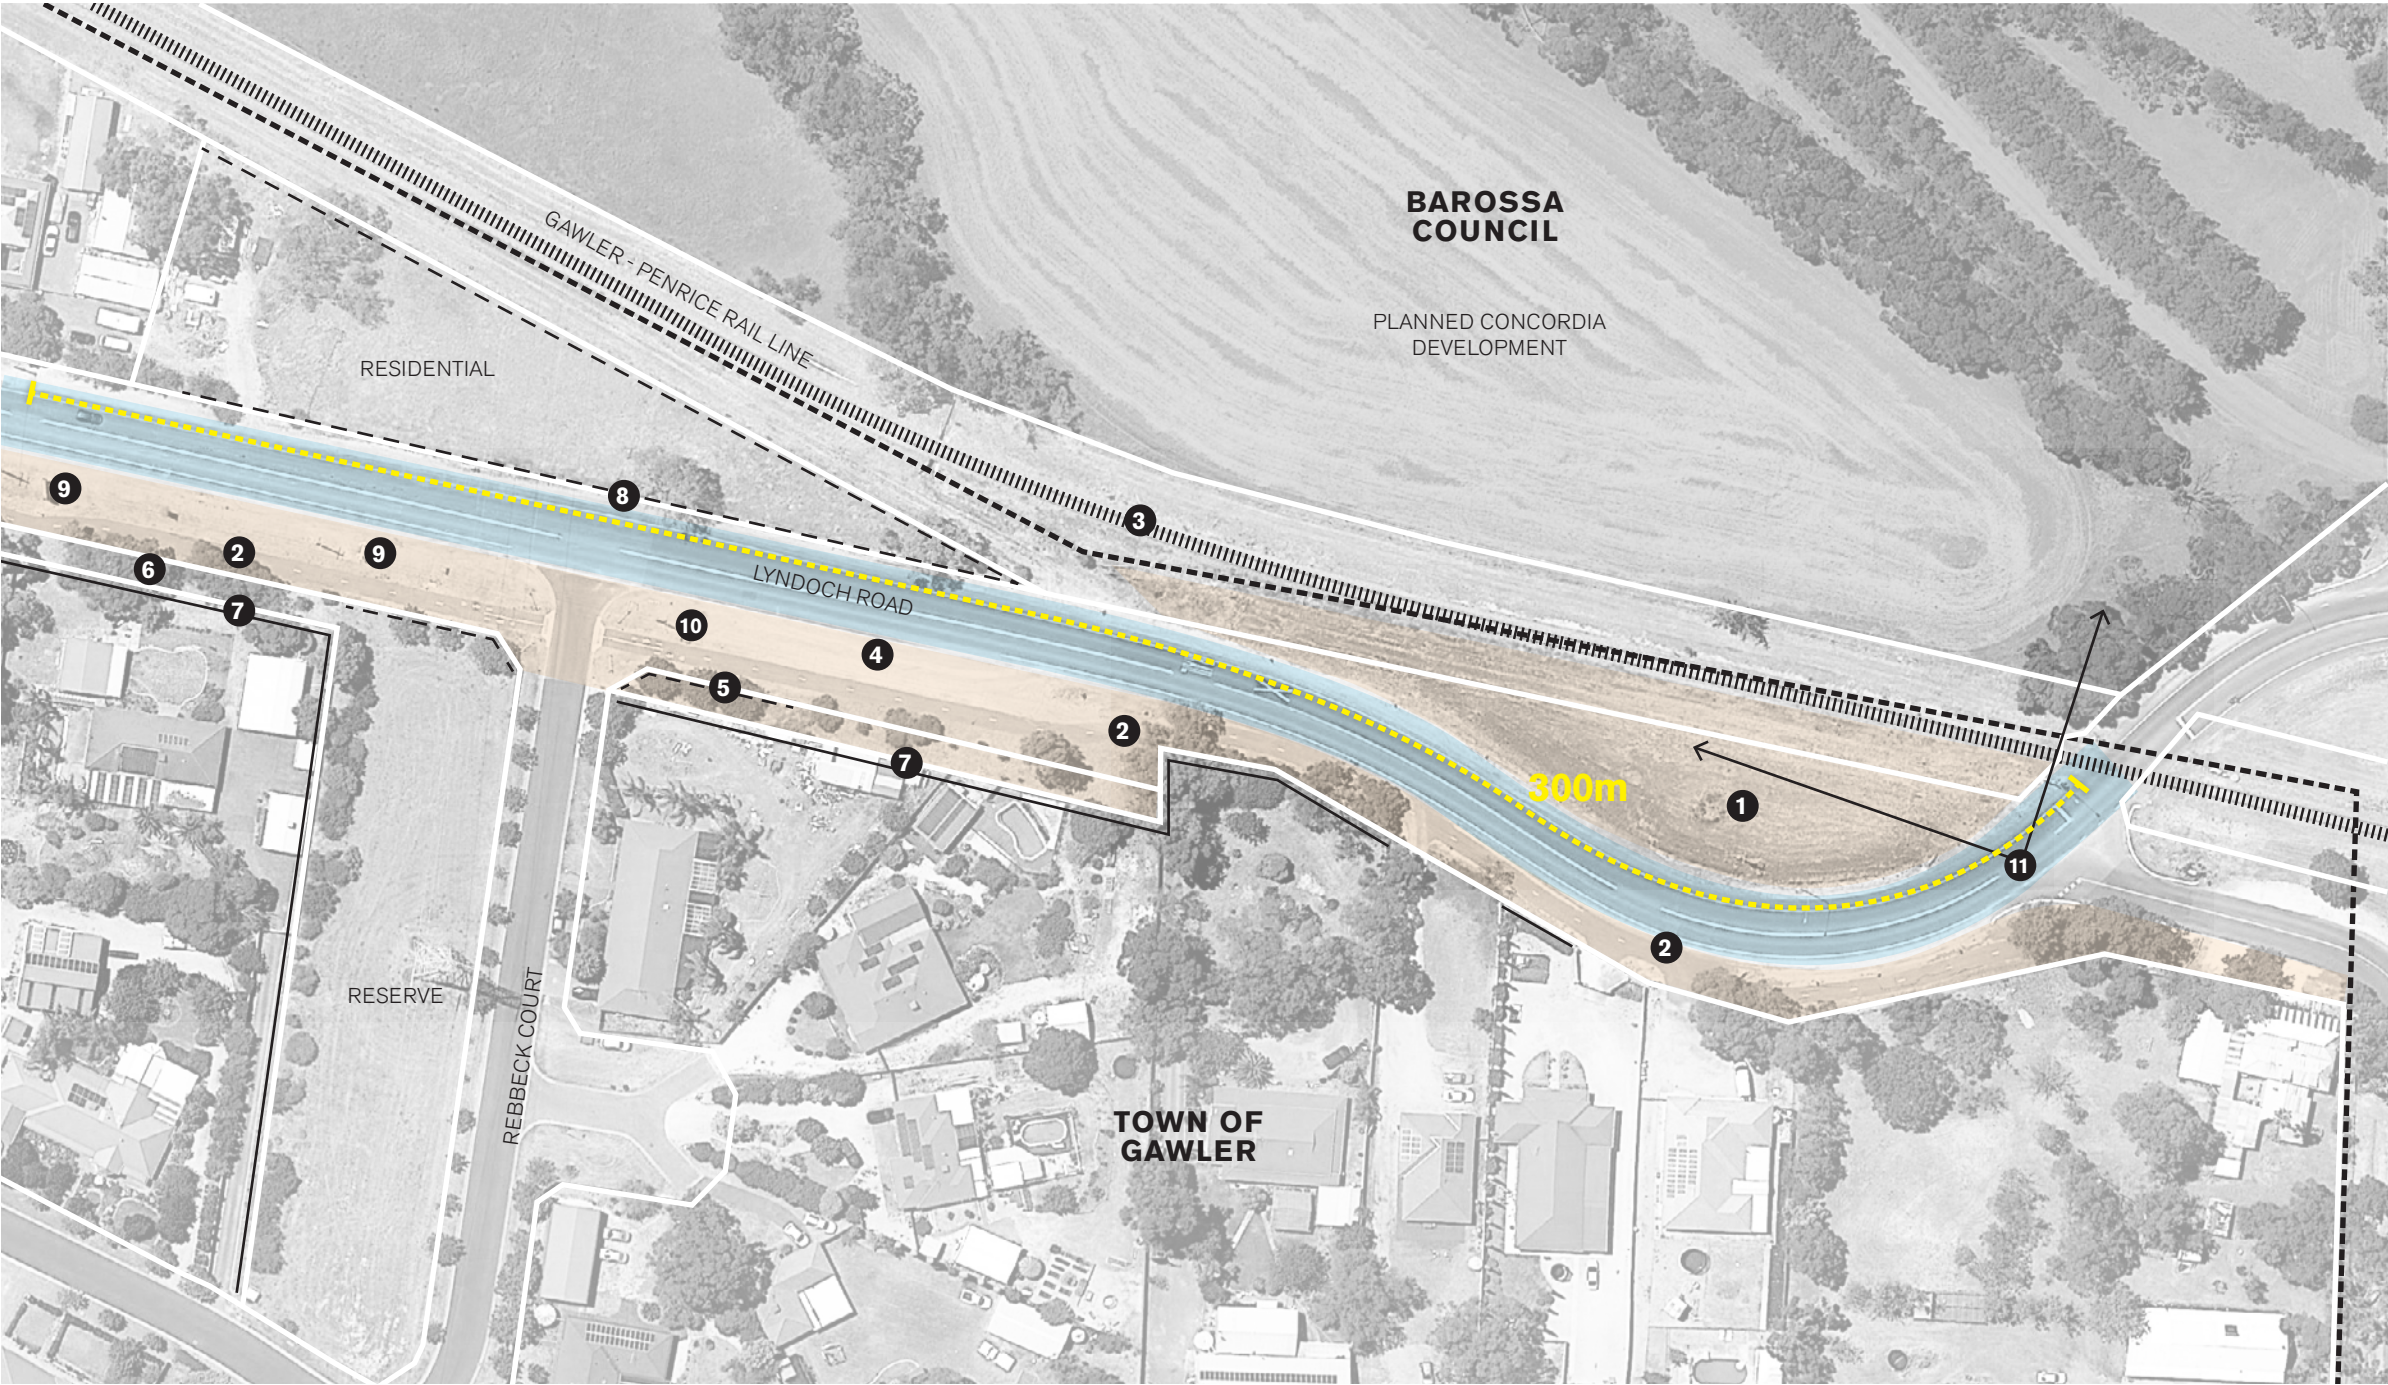 BAROSSA
COUNCIL
GAWLER - PENRICE RAIL LINE
PLANNED CONCORDIA
DEVELOPMENT
RESIDENTIAL
9
8
3
2
9
6
7
LYNDOCH ROAD
10
4
5
2
7
300m
1
11
2
RESERVE
REBBECK COURT
TOWN OF
GAWLER